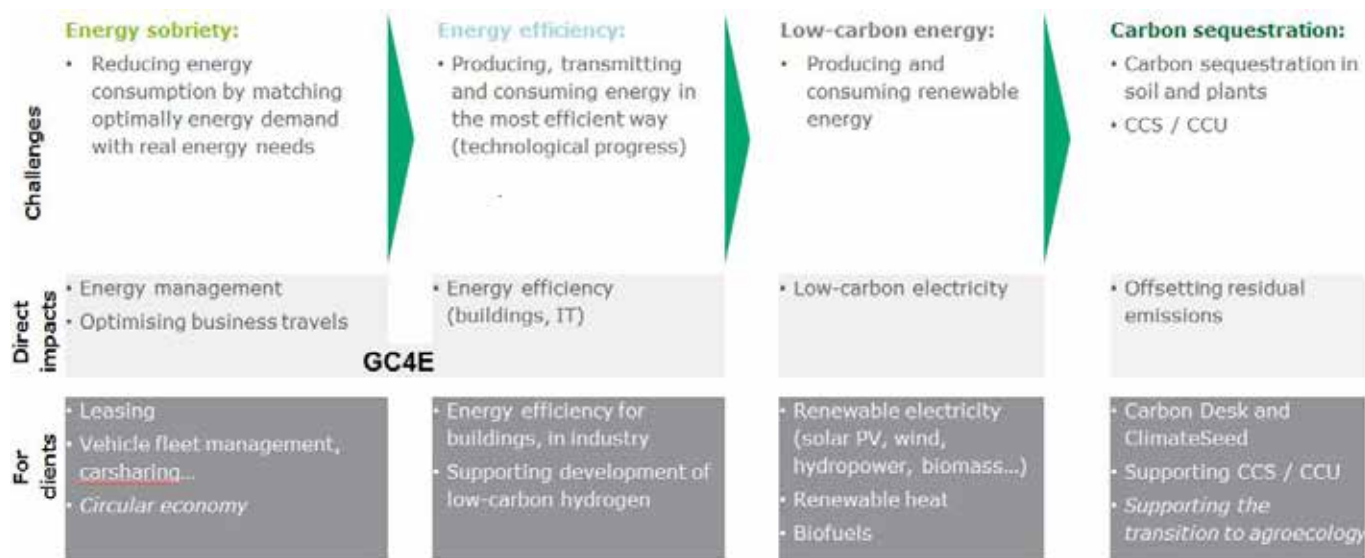 Energy sobriety:
• Reducing energy
consumption by matching
optimally energy demand
with real energy needs
Energy efficiency:
• Producing, transmitting
and consuming energy in
the most efficient way
(technological progress)
Low-carbon energy:
• Producing and
consuming renewable
energy
Carbon sequestration:
• Carbon sequestration in
soil and plants
• CCS / CCU
Challenges
Direct
impacts
• Energy management
• Optimising business travels
• Energy efficiency
(buildings, IT)
• Low-carbon electricity
• Offsetting residual
emissions
GC4E
For
clients
• Leasing
• Vehicle fleet management,
carsharing…
• Circular economy
• Energy efficiency for
buildings, in industry
• Supporting development of
low-carbon hydrogen
• Renewable electricity
(solar PV, wind,
hydropower, biomass…)
• Renewable heat
• Biofuels
• Carbon Desk and
ClimateSeed
• Supporting CCS / CCU
• Supporting the
transition to agroecology